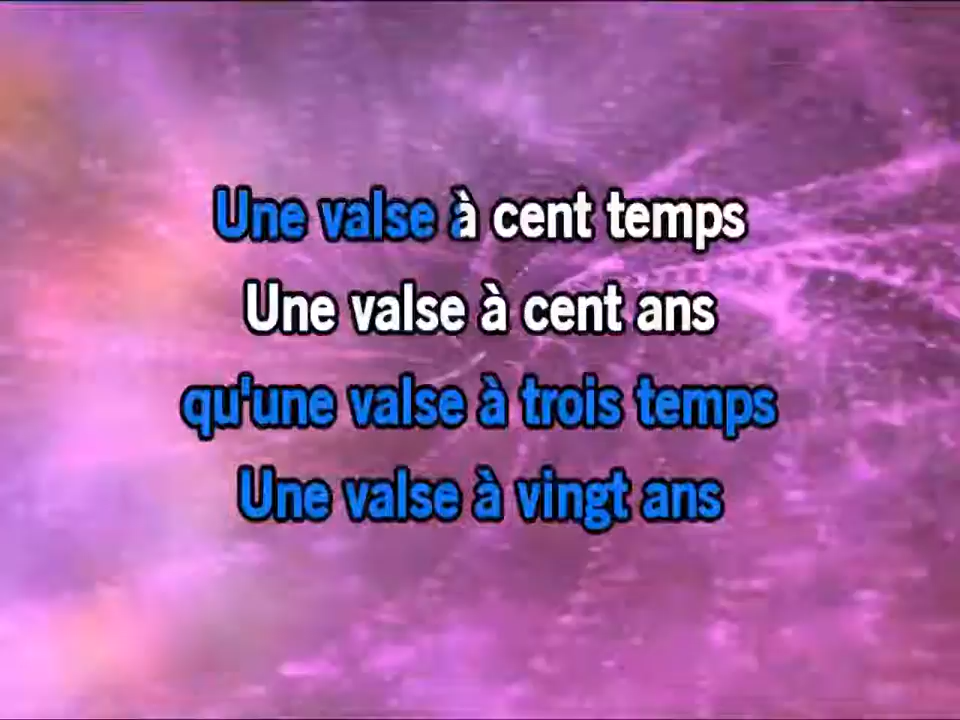 Une valse à cent temps
Une valse à cent ans
qu'une valse à trois temps
Une valse à vingt ans